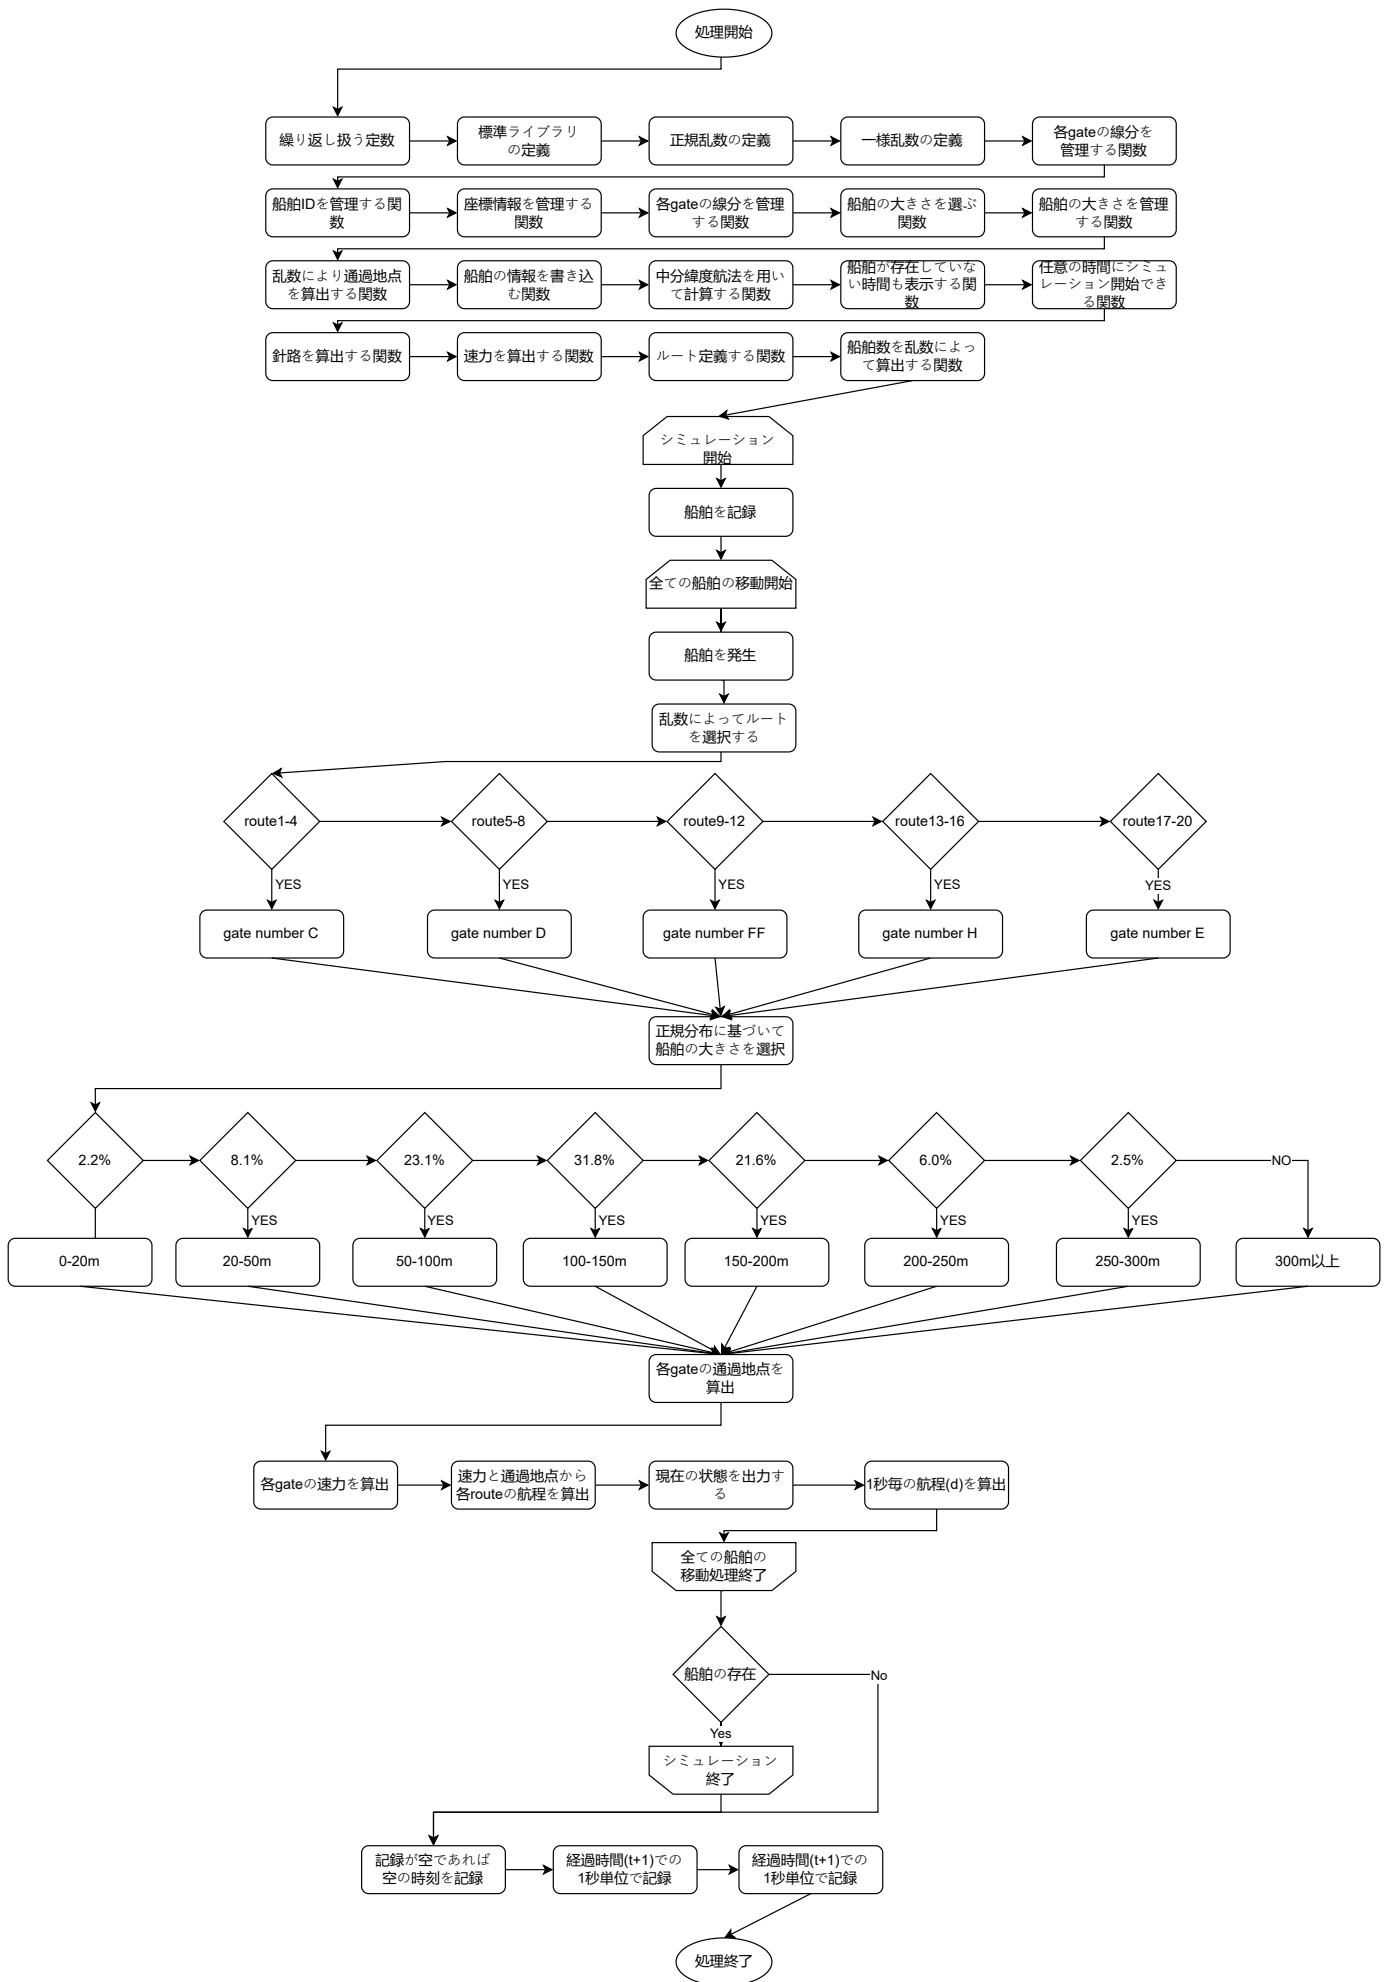 処理開始
繰り返し扱う定数
標準ライブラリ
の定義
正規乱数の定義
一様乱数の定義
各gateの線分を
管理する関数
船舶IDを管理する関
数
座標情報を管理する
関数
各gateの線分を管理
する関数
船舶の大きさを選ぶ
関数
船舶の大きさを管理
する関数
乱数により通過地点
を算出する関数
船舶の情報を書き込
む関数
中分緯度航法を用い
て計算する関数
船舶が存在していな
い時間も表示する関
数
任意の時間にシミュ
レーション開始でき
る関数
針路を算出する関数
速力を算出する関数
ルート定義する関数
船舶数を乱数によっ
て算出する関数
シミュレーション
開始
船舶を記録
全ての船舶の移動開始
船舶を発生
乱数によってルート
を選択する
route1-4
route5-8
route9-12
route13-16
route17-20
YES
YES
YES
YES
YES
gate number C
gate number D
gate number FF
gate number H
gate number E
正規分布に基づいて
船舶の大きさを選択
2.2%
8.1%
23.1%
31.8%
21.6%
6.0%
2.5%
NO
YES
YES
YES
YES
YES
YES
0-20m
20-50m
50-100m
100-150m
150-200m
200-250m
250-300m
300m以上
各gateの通過地点を
算出
各gateの速力を算出
速力と通過地点から
各routeの航程を算出
現在の状態を出力す
る
1秒毎の航程(d)を算出
全ての船舶の
移動処理終了
船舶の存在
No
Yes
シミュレーション
終了
記録が空であれば
空の時刻を記録
経過時間(t+1)での
1秒単位で記録
経過時間(t+1)での
1秒単位で記録
処理終了